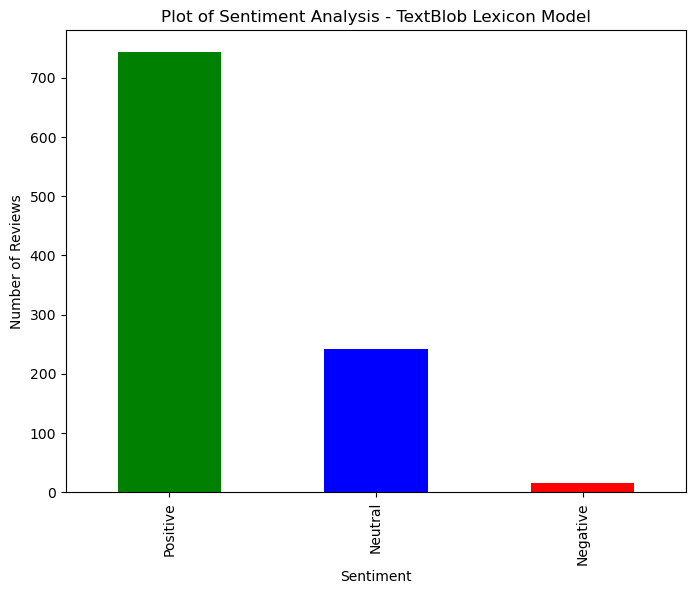 Plot of Sentiment Analysis - TextBlob Lexicon Model
Number of Reviews
700
600
500
400
300
200
100
0
Positive
Neutral
Negative
Sentiment